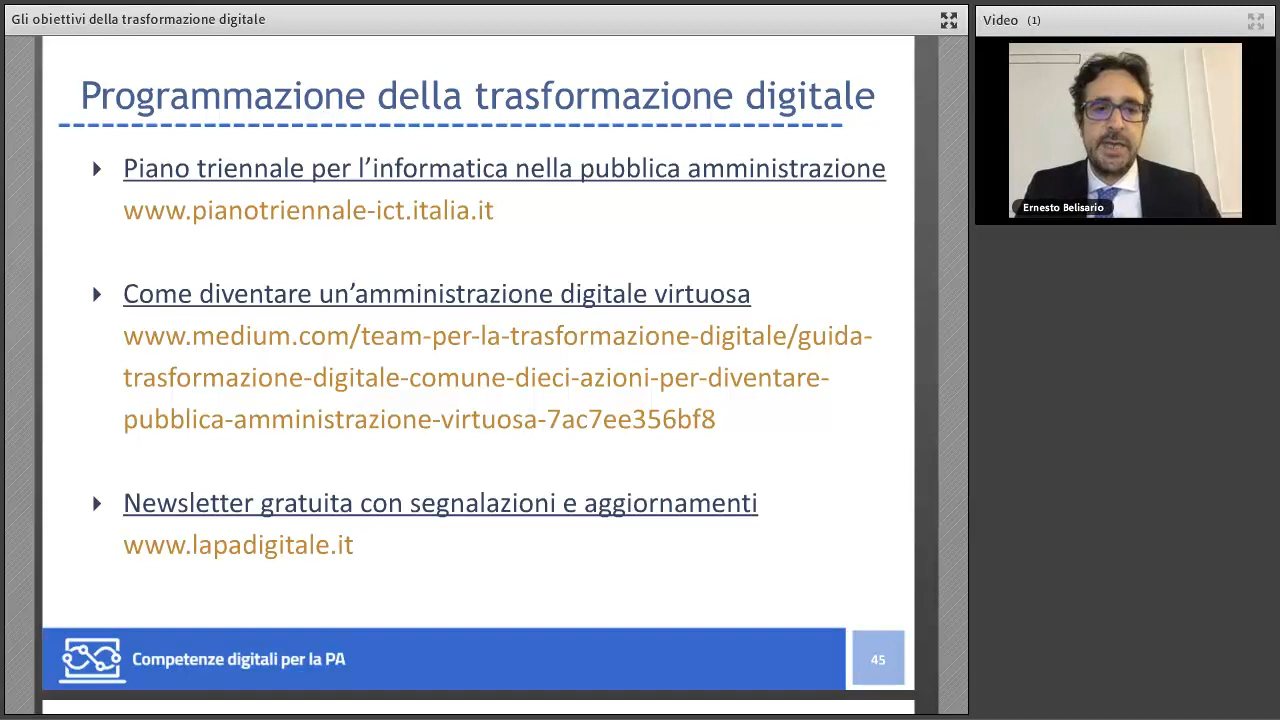 Gli obiettivi della trasformazione digitale
Video (1)
Programmazione della trasformazione digitale
Piano triennale per l’informatica nella pubblica amministrazione
www.pianotriennale-ict.italia.it
Come diventare un’amministrazione digitale virtuosa
www.medium.com/team-per-la-trasformazione-digitale/guida-
trasformazione-digitale-comune-dieci-azioni-per-diventare-
pubblica-amministrazione-virtuosa-7ac7ee356bf8
Newsletter gratuita con segnalazioni e aggiornamenti
www.lapadigitale.it
Competenze digitali per la PA
45
Ernesto Belisario